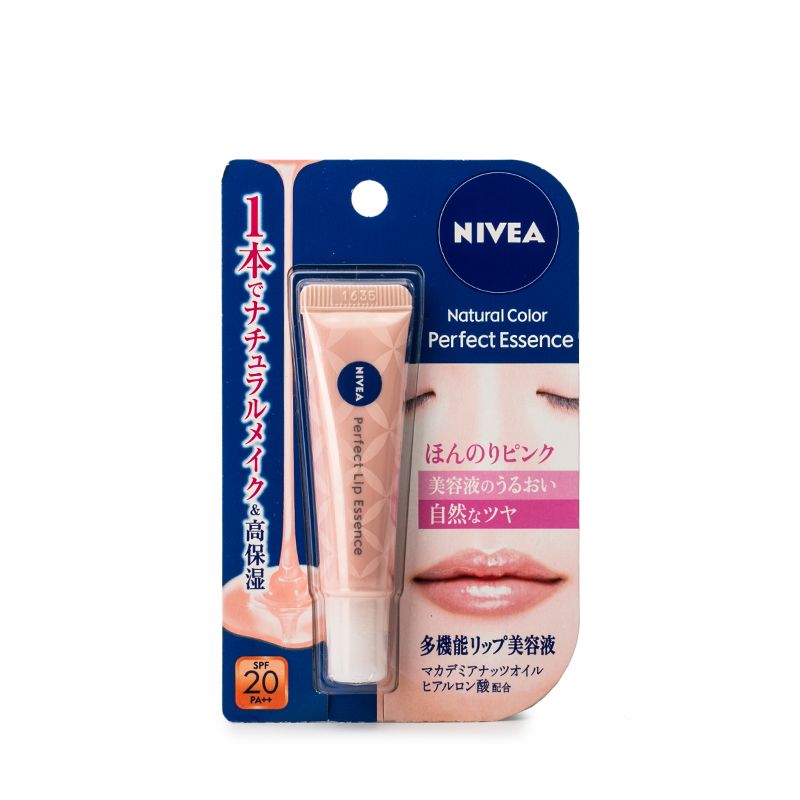 1本でナチュラルメイク&高保湿
SPF
20
PA++
1635
NIVEA
Perfect Lip Essence
NIVEA
Natural Color
Perfect Essence
ほんのりピンク
美容液のうるおい
自然なツヤ
多機能リップ美容液
マカデミアナッツオイル
ヒアルロン酸 配合